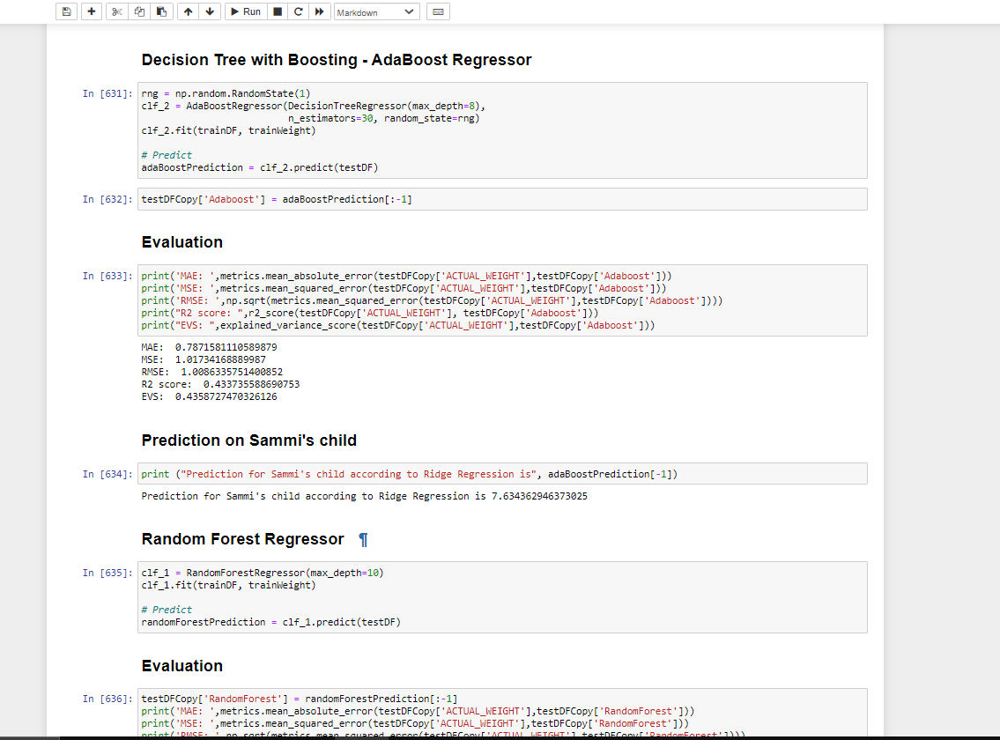 Run
Markdown
Decision Tree with Boosting - AdaBoost Regressor
In [631]: rng = np.random.RandomState(1)
clf_2 = AdaBoostRegressor(DecisionTreeRegressor(max_depth=8),
n_estimators=30, random_state=rng)
clf_2.fit(trainDF, trainWeight)
# Predict
adaBoostPrediction = clf_2.predict(testDF)
In [632]: testDFCopy['Adaboost'] = adaBoostPrediction[:-1]
Evaluation
In [633]: print('MAE: ',metrics.mean_absolute_error(testDFCopy['ACTUAL_WEIGHT'],testDFCopy['Adaboost']))
print('MSE: ',metrics.mean_squared_error(testDFCopy['ACTUAL_WEIGHT'],testDFCopy['Adaboost']))
print('RMSE: ',np.sqrt(metrics.mean_squared_error(testDFCopy['ACTUAL_WEIGHT'],testDFCopy['Adaboost'])))
print("R2 score: ",r2_score(testDFCopy['ACTUAL_WEIGHT'], testDFCopy['Adaboost']))
print("EVS: ",explained_variance_score(testDFCopy['ACTUAL_WEIGHT'],testDFCopy['Adaboost']))
MAE:  0.7871581110589879
MSE:  1.01734168889987
RMSE:  1.0086335751400852
R2 score:  0.433735588690753
EVS:  0.4358727470326126
Prediction on Sammi's child
In [634]: print ("Prediction for Sammi's child according to Ridge Regression is", adaBoostPrediction[-1])
Prediction for Sammi's child according to Ridge Regression is 7.634362946373025
Random Forest Regressor ¶
In [635]: clf_1 = RandomForestRegressor(max_depth=10)
clf_1.fit(trainDF, trainWeight)
# Predict
randomForestPrediction = clf_1.predict(testDF)
Evaluation
In [636]: testDFCopy['RandomForest'] = randomForestPrediction[:-1]
print('MAE: ',metrics.mean_absolute_error(testDFCopy['ACTUAL_WEIGHT'],testDFCopy['RandomForest']))
print('MSE: ',metrics.mean_squared_error(testDFCopy['ACTUAL_WEIGHT'],testDFCopy['RandomForest']))
print('RMSE: ',np.sqrt(metrics.mean_squared_error(testDFCopy['ACTUAL_WEIGHT'],testDFCopy['RandomForest'])))